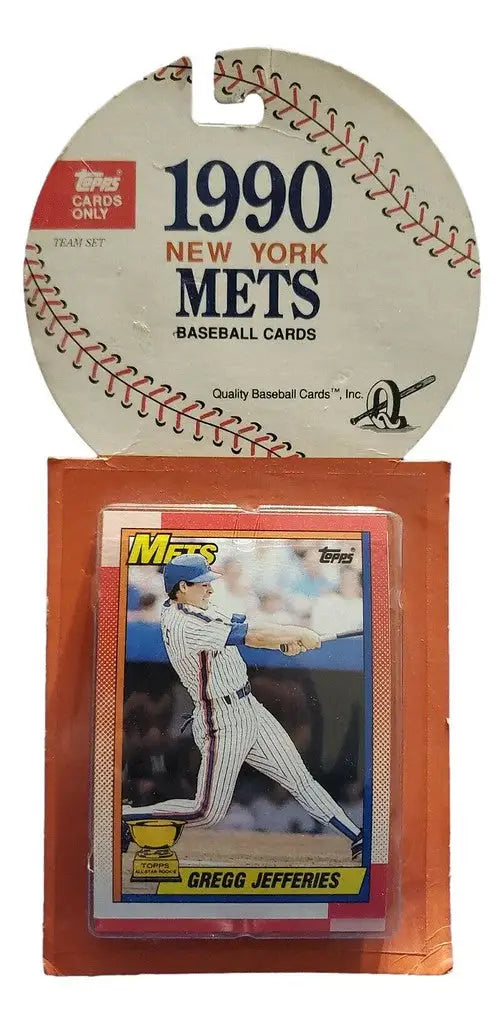 TOPPS®
CARDS
ONLY
TEAM SET
1990
NEW YORK
METS
BASEBALL CARDS
Quality Baseball Cards™, Inc.
Q
METS
TOPPS®
TOPPS
ALL-STAR ROOKIE
GREGG JEFFERIES